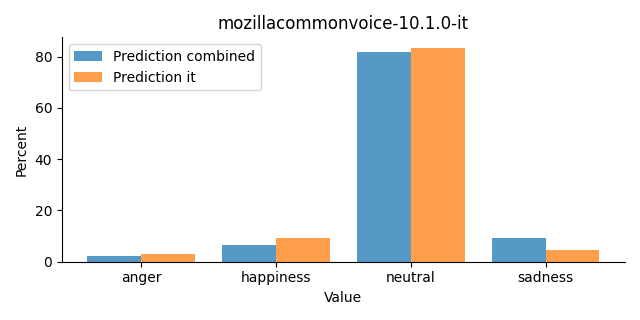 mozillacommonvoice-10.1.0-it
Prediction combined
Prediction it
80
60
40
20
0
Percent
anger happiness neutral sadness
Value